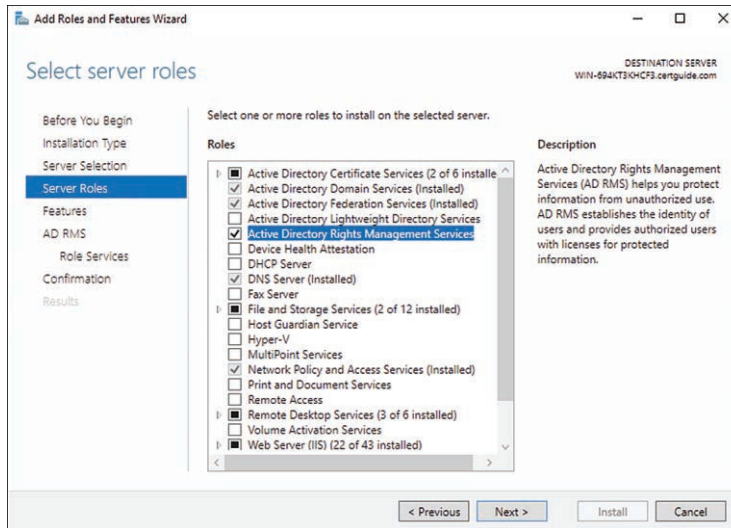 Add Roles and Features Wizard
Select server roles
DESTINATION SERVER
WIN-694KT3KHCF3.certguide.com
Before You Begin
Installation Type
Server Selection
Server Roles
Features
AD RMS
Role Services
Confirmation
Results
Select one or more roles to install on the selected server.
Roles
Active Directory Certificate Services (2 of 6 installe
Active Directory Domain Services (Installed)
Active Directory Federation Services (Installed)
Active Directory Lightweight Directory Services
Active Directory Rights Management Services
Device Health Attestation
DHCP Server
DNS Server (Installed)
Fax Server
File and Storage Services (2 of 12 installed)
Host Guardian Service
Hyper-V
MultiPoint Services
Network Policy and Access Services (Installed)
Print and Document Services
Remote Access
Remote Desktop Services (3 of 6 installed)
Volume Activation Services
Web Server (IIS) (22 of 43 installed)
Description
Active Directory Rights Management
Services (AD RMS) helps you protect
information from unauthorized use.
AD RMS establishes the identity of
users and provides authorized users
with licenses for protected
information.
< Previous
Next >
Install
Cancel